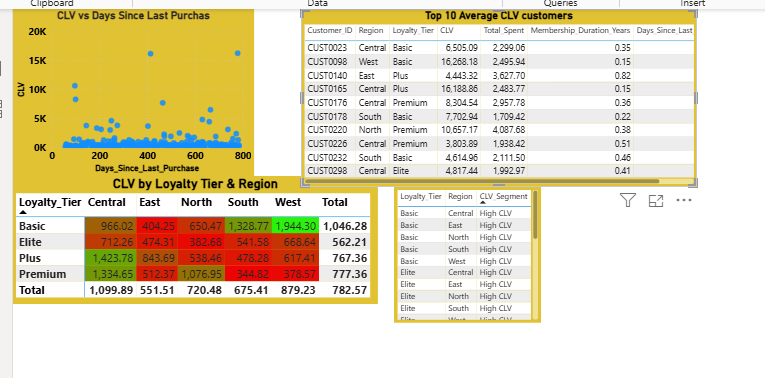 Clipboard
Data
Queries
Insert
CLV vs Days Since Last Purchas
20K
15K
10K
5K
0K
CLV
0 200 400 600 800
Days_Since_Last_Purchase
Top 10 Average CLV customers
Customer_ID Region Loyalty_Tier CLV Total_Spent Membership_Duration_Years Days_Since_Last
CUST0023 Central Basic 6,505.09 2,299.06 0.35
CUST0098 West Basic 16,268.18 2,495.94 0.15
CUST0140 East Plus 4,443.32 3,627.70 0.82
CUST0165 Central Plus 16,188.86 2,483.77 0.15
CUST0176 Central Premium 8,304.54 2,957.78 0.36
CUST0178 South Basic 7,702.94 1,709.42 0.22
CUST0220 North Premium 10,657.17 4,087.68 0.38
CUST0226 Central Premium 3,803.89 1,938.42 0.51
CUST0232 South Basic 4,614.96 2,111.50 0.46
CUST0298 Central Elite 4,817.44 1,992.97 0.41
CLV by Loyalty Tier & Region
Loyalty_Tier Central East North South West Total
Basic 966.02 404.25 650.47 1,328.77 1,944.30 1,046.28
Elite 712.26 474.31 382.68 541.58 668.64 562.21
Plus 1,423.78 843.69 538.46 478.28 617.41 767.36
Premium 1,334.65 512.37 1,076.95 344.82 378.57 777.36
Total 1,099.89 551.51 720.48 675.41 879.23 782.57
Loyalty_Tier Region CLV_Segment
Basic Central High CLV
Basic East High CLV
Basic North High CLV
Basic South High CLV
Basic West High CLV
Elite Central High CLV
Elite East High CLV
Elite North High CLV
Elite South High CLV
Elite West High CLV